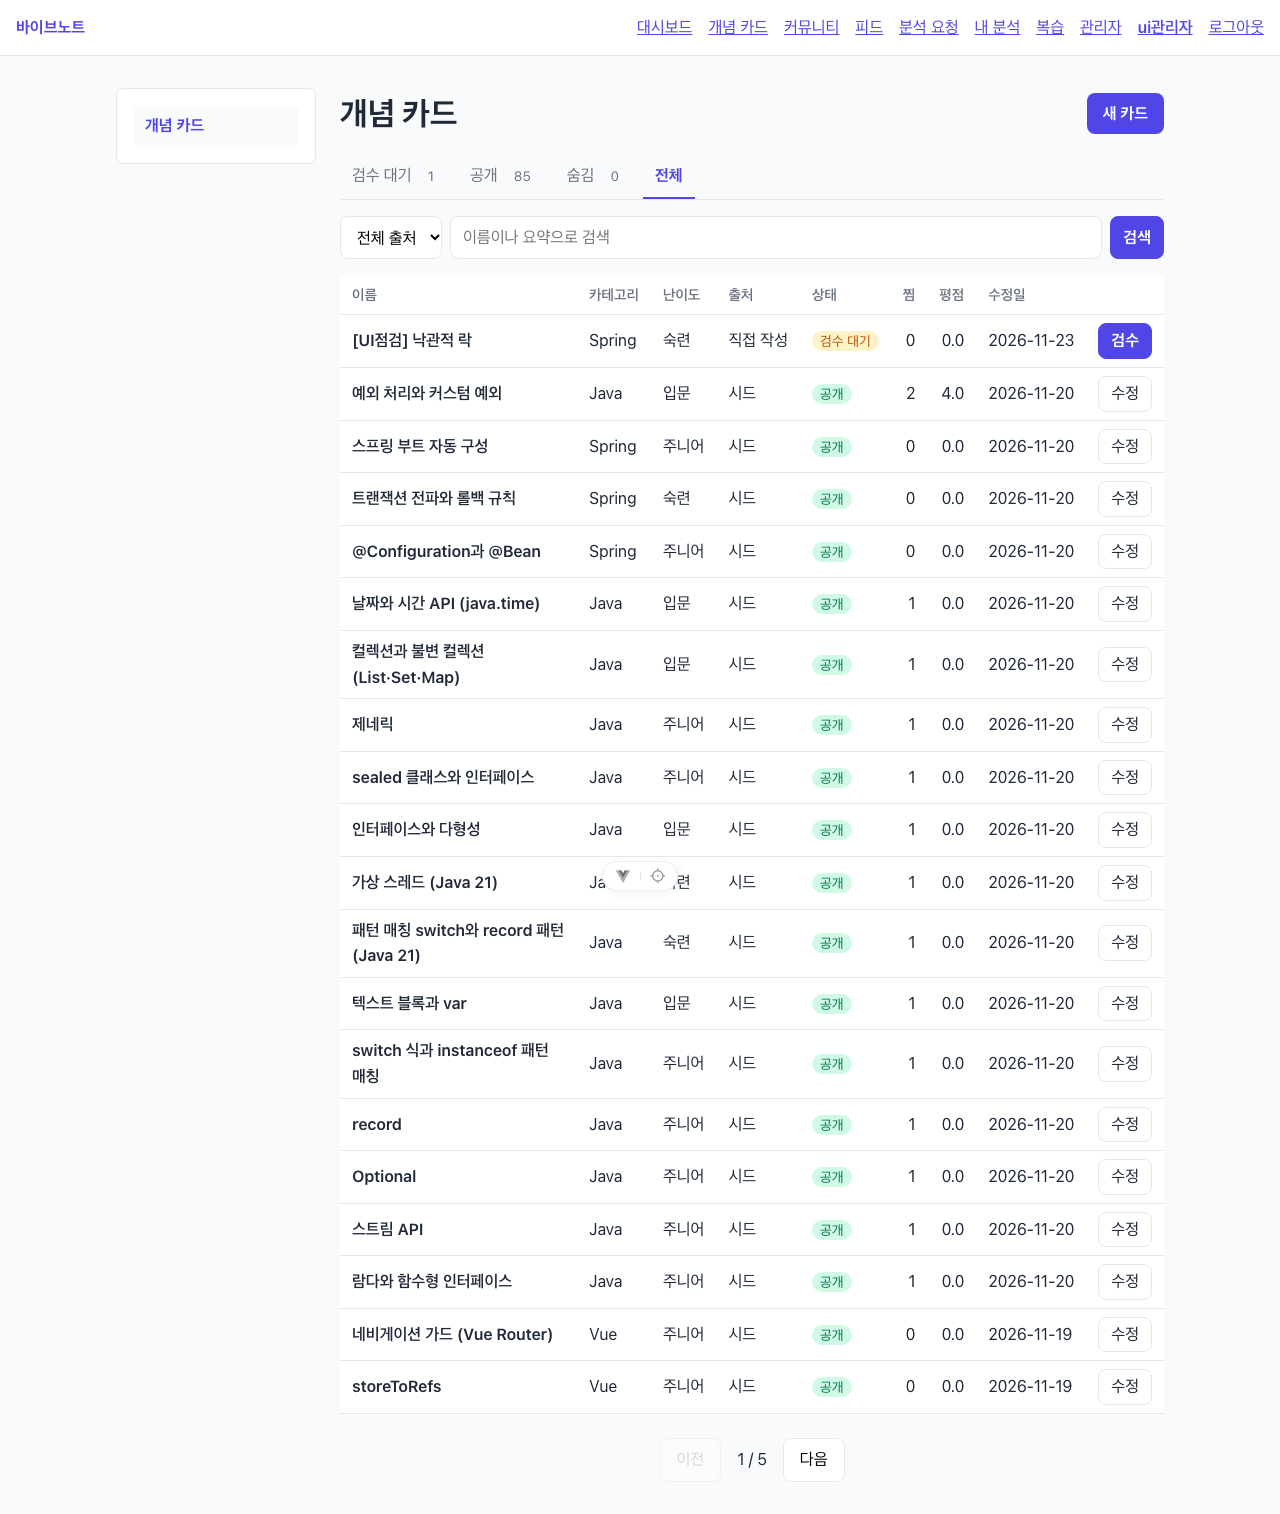 바이브노트
대시보드 개념 카드 커뮤니티 피드 분석 요청 내 분석 복습 관리자 ui관리자 로그아웃
개념 카드
개념 카드
새 카드
검수 대기 1 공개 85 숨김 0 전체
전체 출처 이름이나 요약으로 검색 검색
이름 카테고리 난이도 출처 상태 찜 평점 수정일
[UI점검] 낙관적 락 Spring 숙련 직접 작성 검수 대기 0 0.0 2026-11-23 검수
예외 처리와 커스텀 예외 Java 입문 시드 공개 2 4.0 2026-11-20 수정
스프링 부트 자동 구성 Spring 주니어 시드 공개 0 0.0 2026-11-20 수정
트랜잭션 전파와 롤백 규칙 Spring 숙련 시드 공개 0 0.0 2026-11-20 수정
@Configuration과 @Bean Spring 주니어 시드 공개 0 0.0 2026-11-20 수정
날짜와 시간 API (java.time) Java 입문 시드 공개 1 0.0 2026-11-20 수정
컬렉션과 불변 컬렉션
(List·Set·Map) Java 입문 시드 공개 1 0.0 2026-11-20 수정
제네릭 Java 주니어 시드 공개 1 0.0 2026-11-20 수정
sealed 클래스와 인터페이스 Java 주니어 시드 공개 1 0.0 2026-11-20 수정
인터페이스와 다형성 Java 입문 시드 공개 1 0.0 2026-11-20 수정
가상 스레드 (Java 21) 시드 공개 1 0.0 2026-11-20 수정
패턴 매칭 switch와 record 패턴
(Java 21) Java 숙련 시드 공개 1 0.0 2026-11-20 수정
텍스트 블록과 var Java 입문 시드 공개 1 0.0 2026-11-20 수정
switch 식과 instanceof 패턴
매칭 Java 주니어 시드 공개 1 0.0 2026-11-20 수정
record Java 주니어 시드 공개 1 0.0 2026-11-20 수정
Optional Java 주니어 시드 공개 1 0.0 2026-11-20 수정
스트림 API Java 주니어 시드 공개 1 0.0 2026-11-20 수정
람다와 함수형 인터페이스 Java 주니어 시드 공개 1 0.0 2026-11-20 수정
네비게이션 가드 (Vue Router) Vue 주니어 시드 공개 0 0.0 2026-11-19 수정
storeToRefs Vue 주니어 시드 공개 0 0.0 2026-11-19 수정
이전 1 / 5 다음